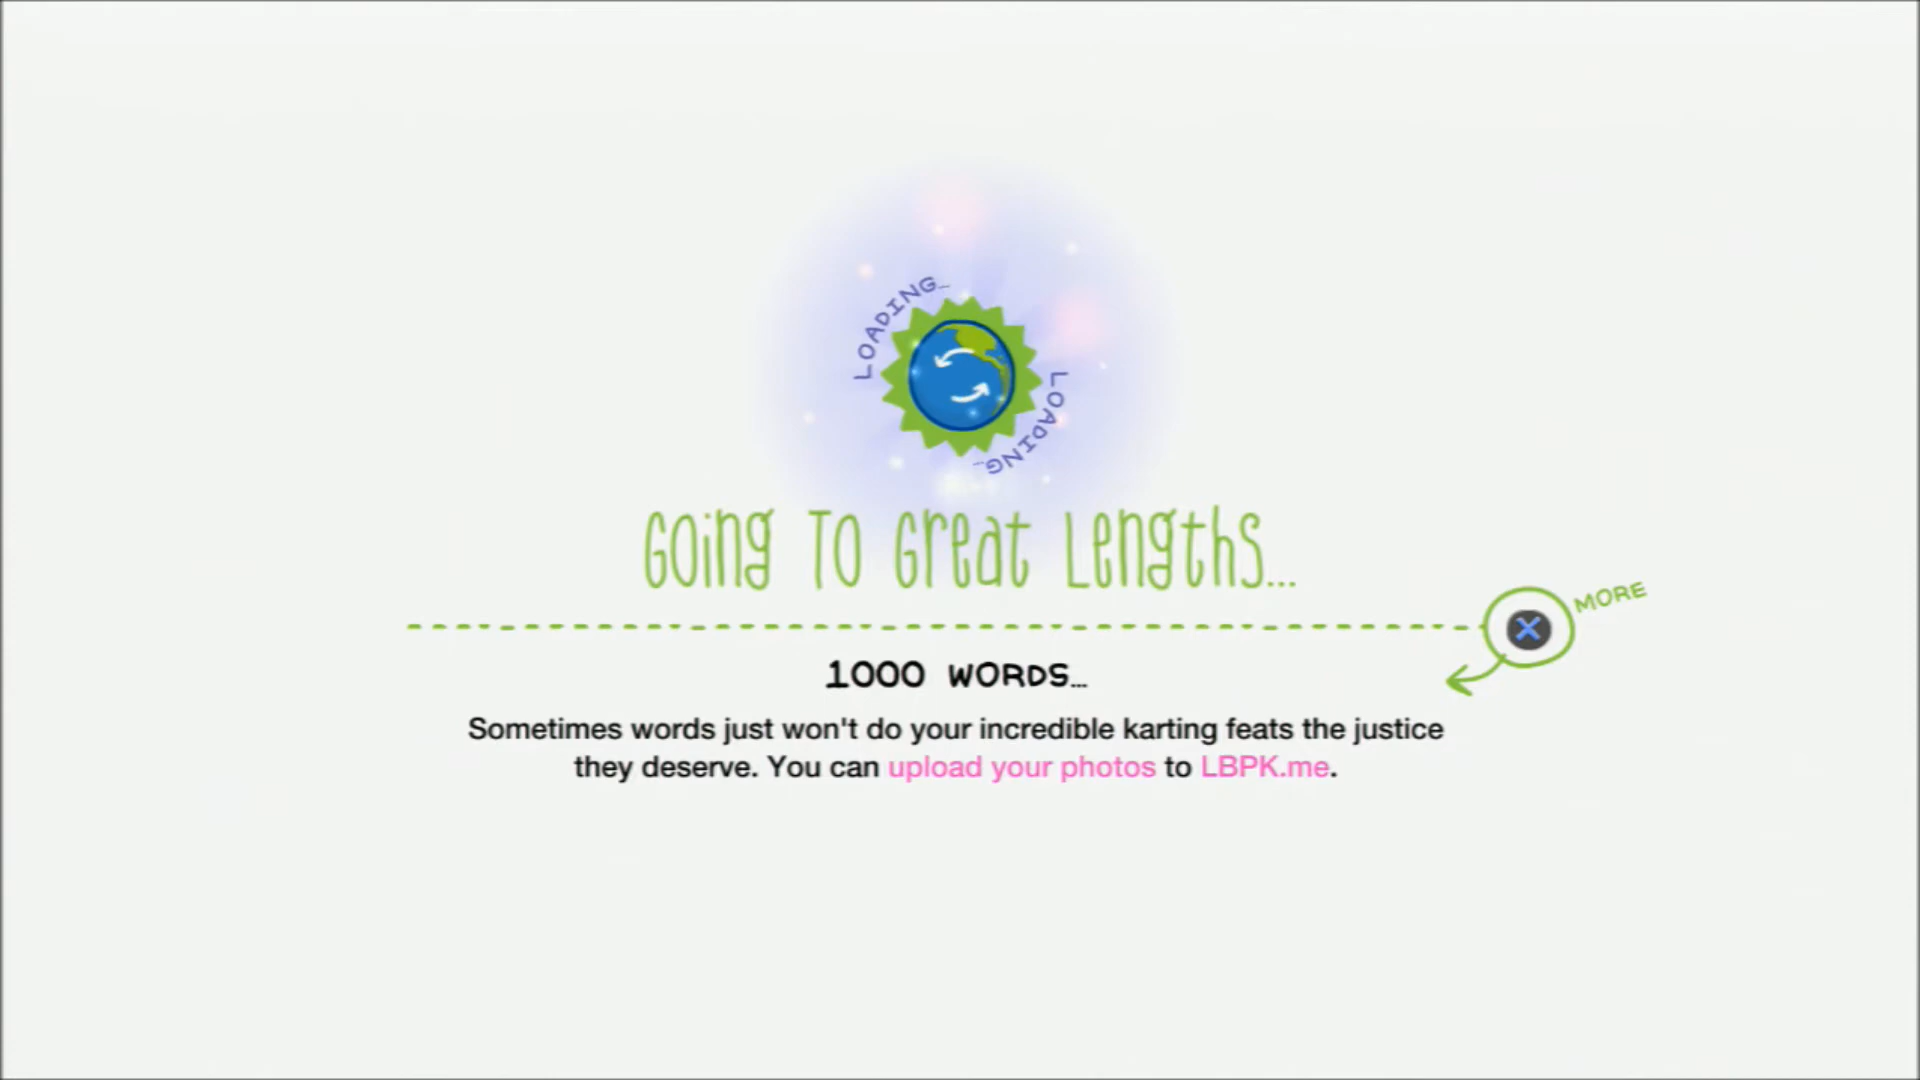 LOADING...
LOADING...
Going To Great Lengths...
MORE
1000 WORDS...
Sometimes words just won't do your incredible karting feats the justice
they deserve. You can upload your photos to LBPK.me.